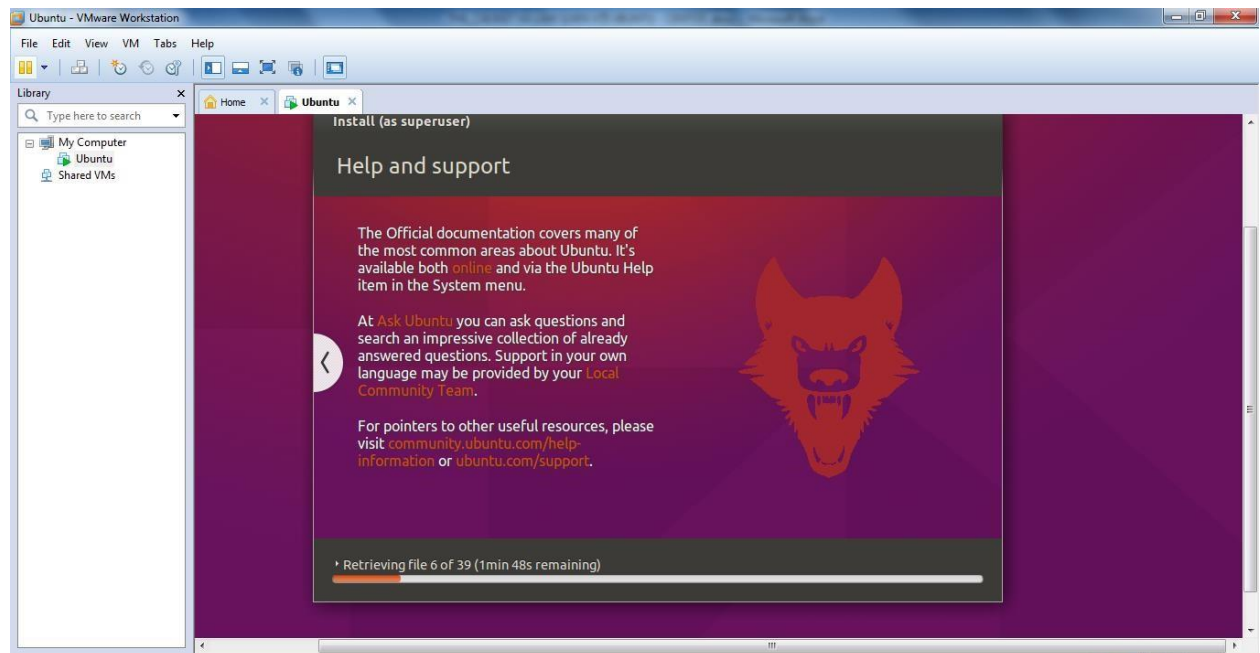 Ubuntu - VMware Workstation
File Edit View VM Tabs Help
Library
Home
Ubuntu
Type here to search
My Computer
Ubuntu
Shared VMs
Install (as superuser)
Help and support
The Official documentation covers many of
the most common areas about Ubuntu. It's
available both online and via the Ubuntu Help
item in the System menu.
At Ask Ubuntu you can ask questions and
search an impressive collection of already
answered questions. Support in your own
language may be provided by your Local
Community Team.
For pointers to other useful resources, please
visit community.ubuntu.com/help-
information or ubuntu.com/support.
Retrieving file 6 of 39 (1min 48s remaining)